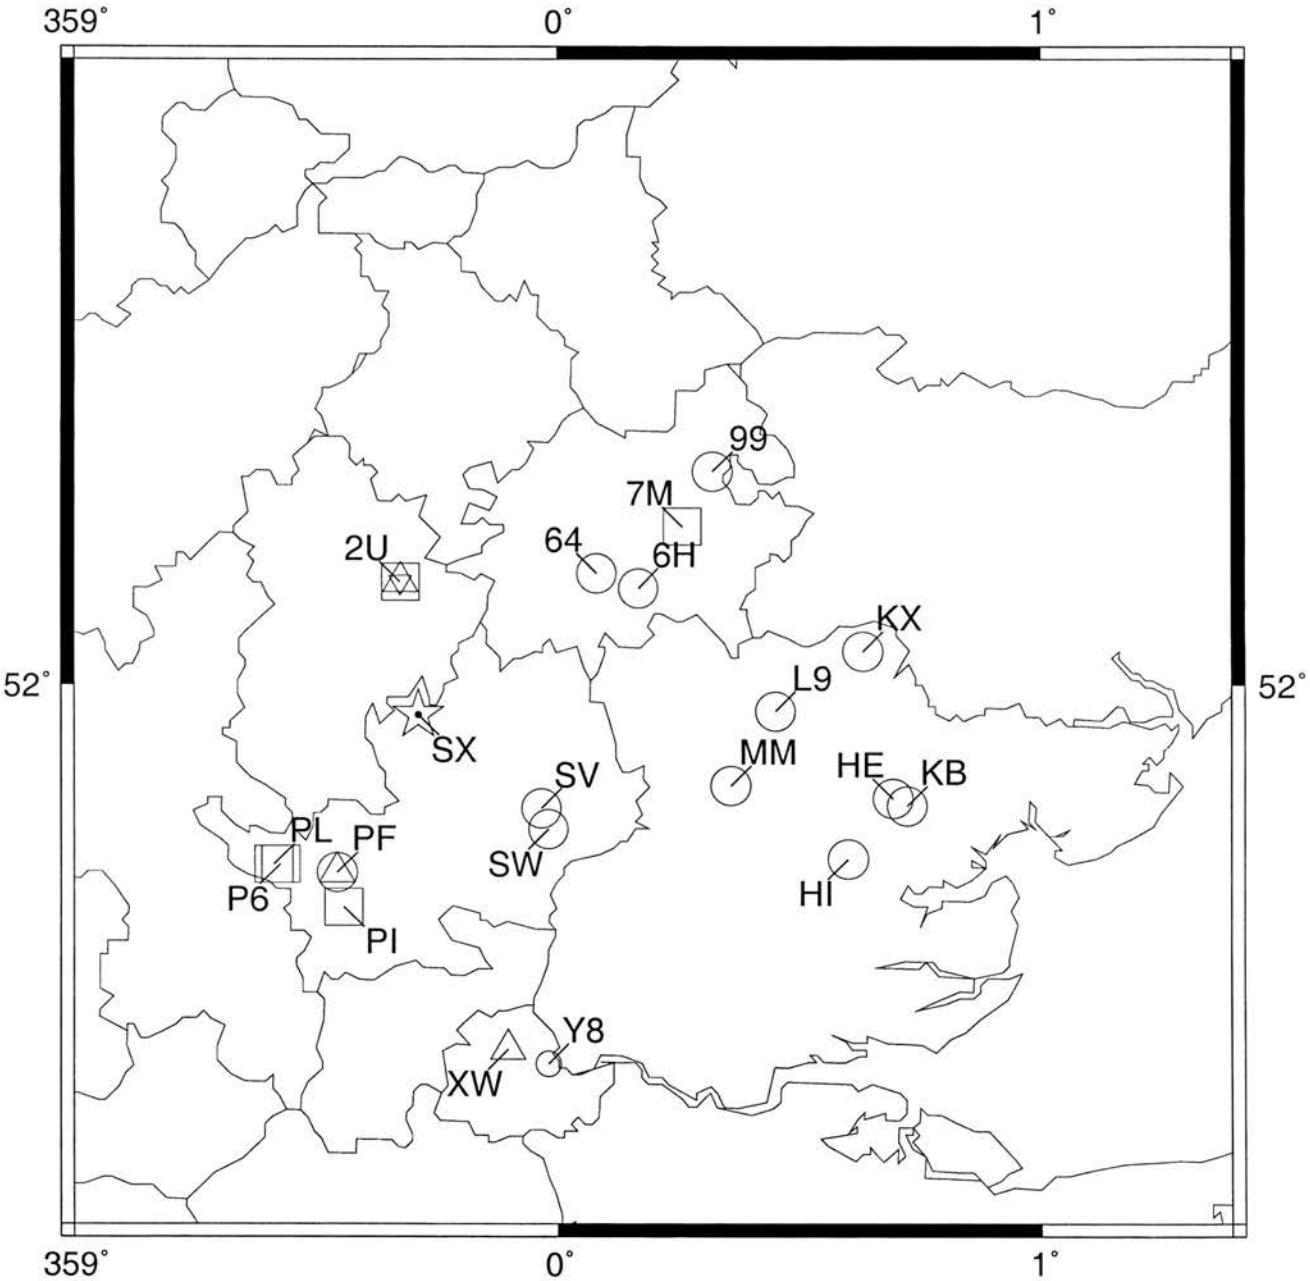 359° 0° 1°
99
7M
64 6H
2U
KX
52° L9 52°
SX MM
SV HE KB
PL PF
SW
P6 HI
PI
Y8
XW
359° 0° 1°